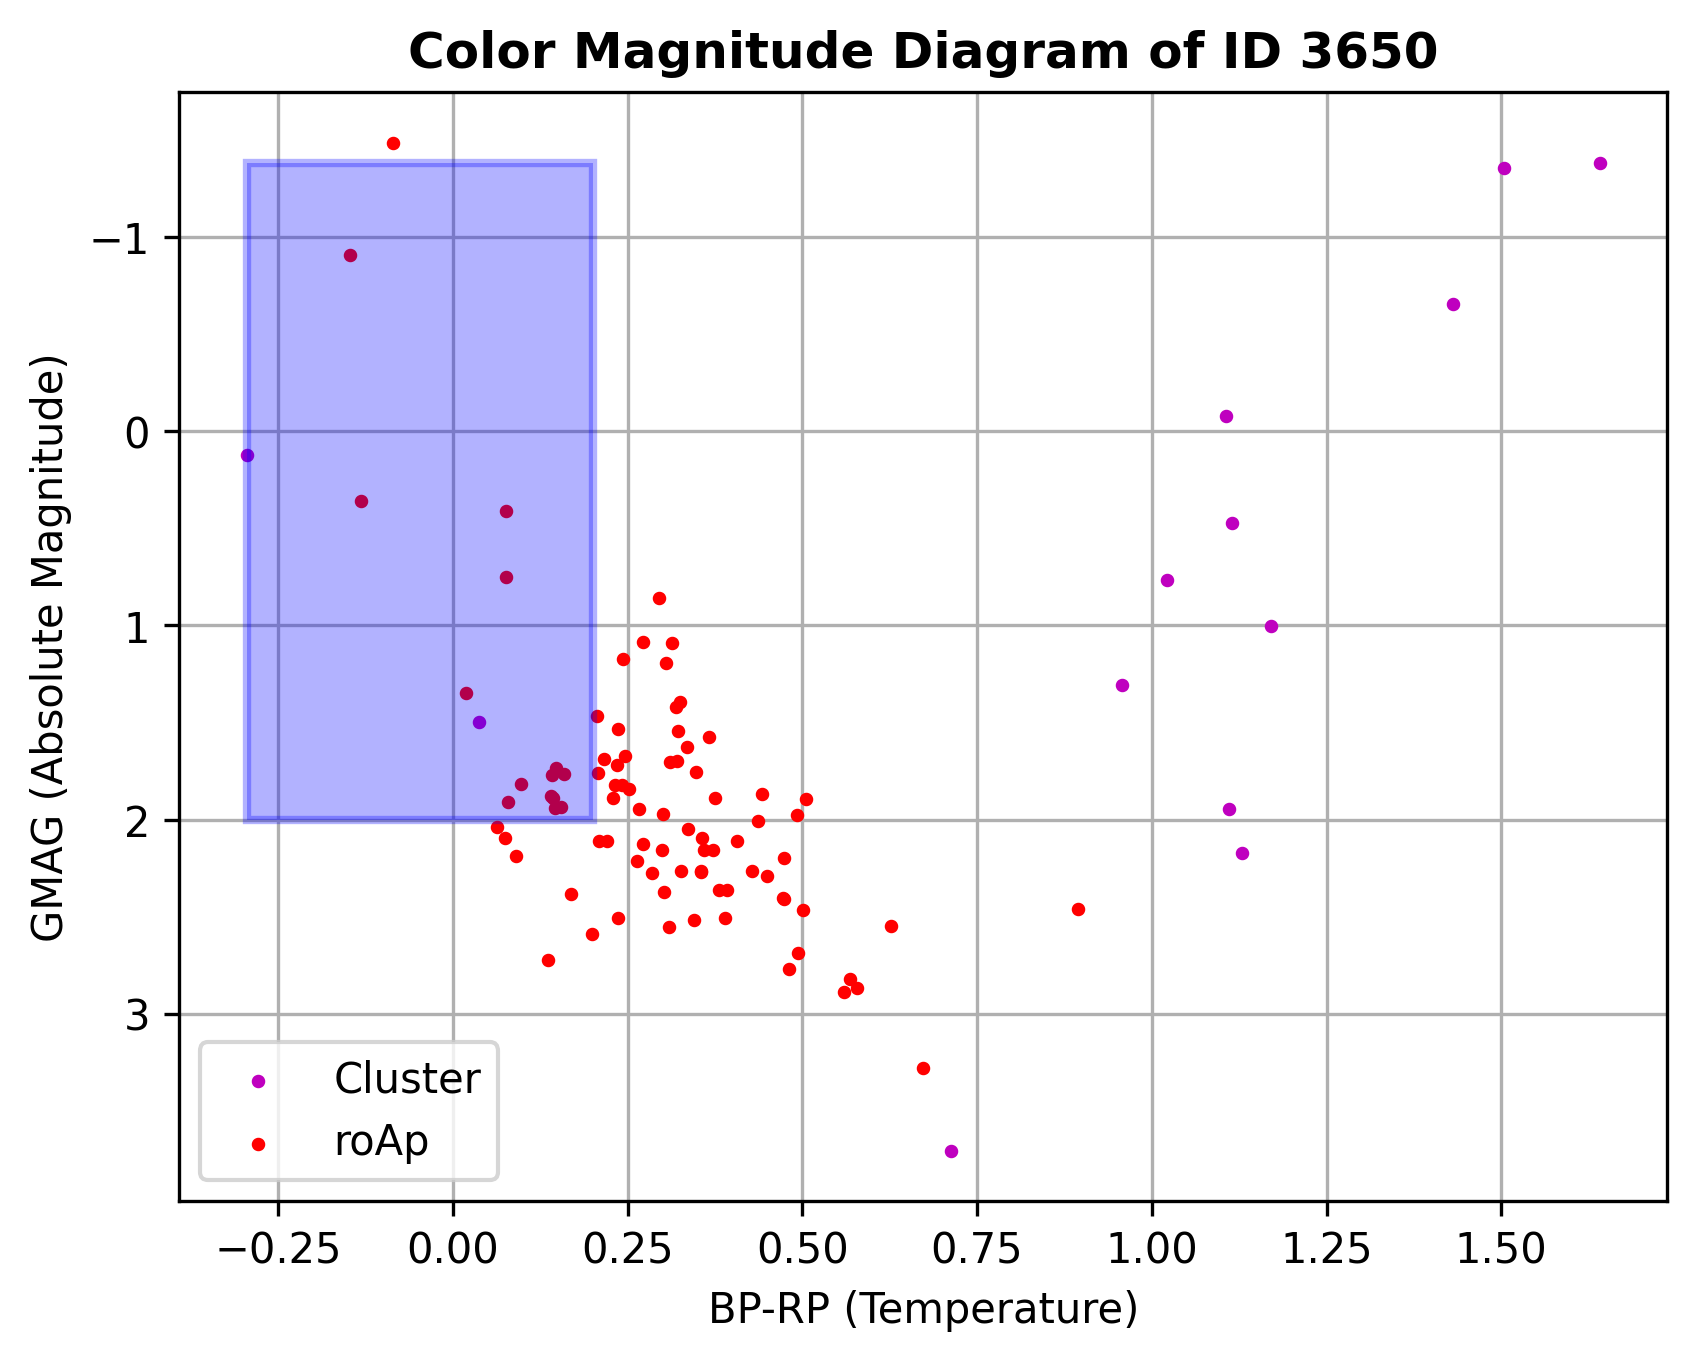 Color Magnitude Diagram of ID 3650
GMAG (Absolute Magnitude)
−1
0
1
2
3
Cluster
roAp
−0.25 0.00 0.25 0.50 0.75 1.00 1.25 1.50
BP-RP (Temperature)